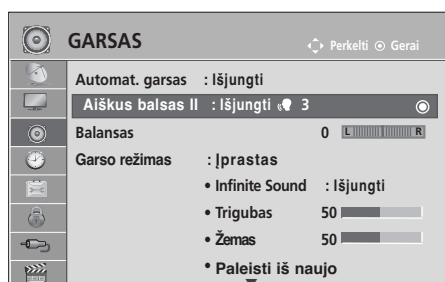 GARSAS Perkelti Gerai
Automat. garsas : Išjungti
Aiškus balsas II : Išjungti 3
Balansas 0 L R
Garso režimas : Įprastas
• Infinite Sound : Išjungti
• Trigubas 50
• Žemas 50
• Paleisti iš naujo